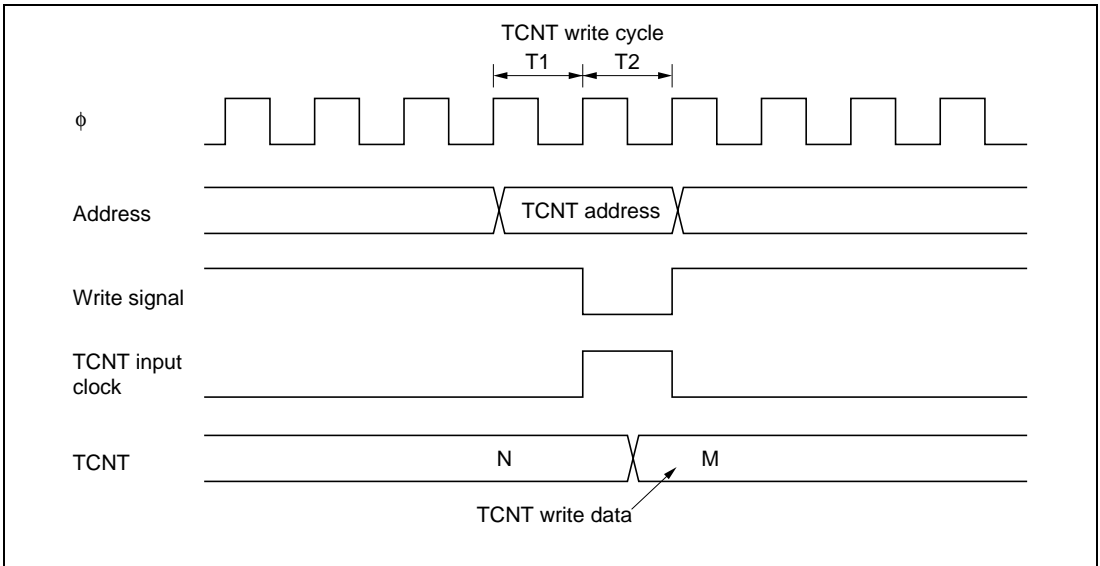 TCNT write cycle
T1 T2
ϕ
Address
TCNT address
Write signal
TCNT input
clock
TCNT
N
M
TCNT write data